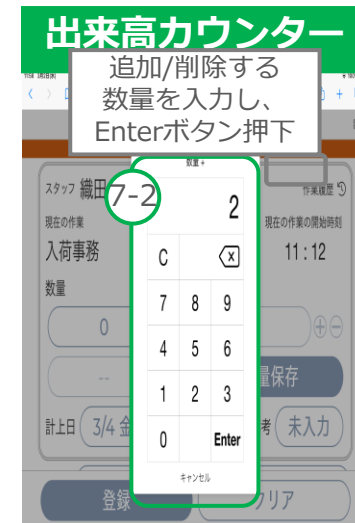 出来高カウンター
追加/削除する
数量を入力し、
Enterボタン押下
数量 +
スタッフ 織田
7-2
2
作業履歴
現在の作業
現在の作業の開始時刻
入荷事務
11:12
数量
C
7 8 9
0
4 5 6
--
量保存
1 2 3
計上日 3/4 金
考 未入力
0 Enter
キャンセル
登録
クリア